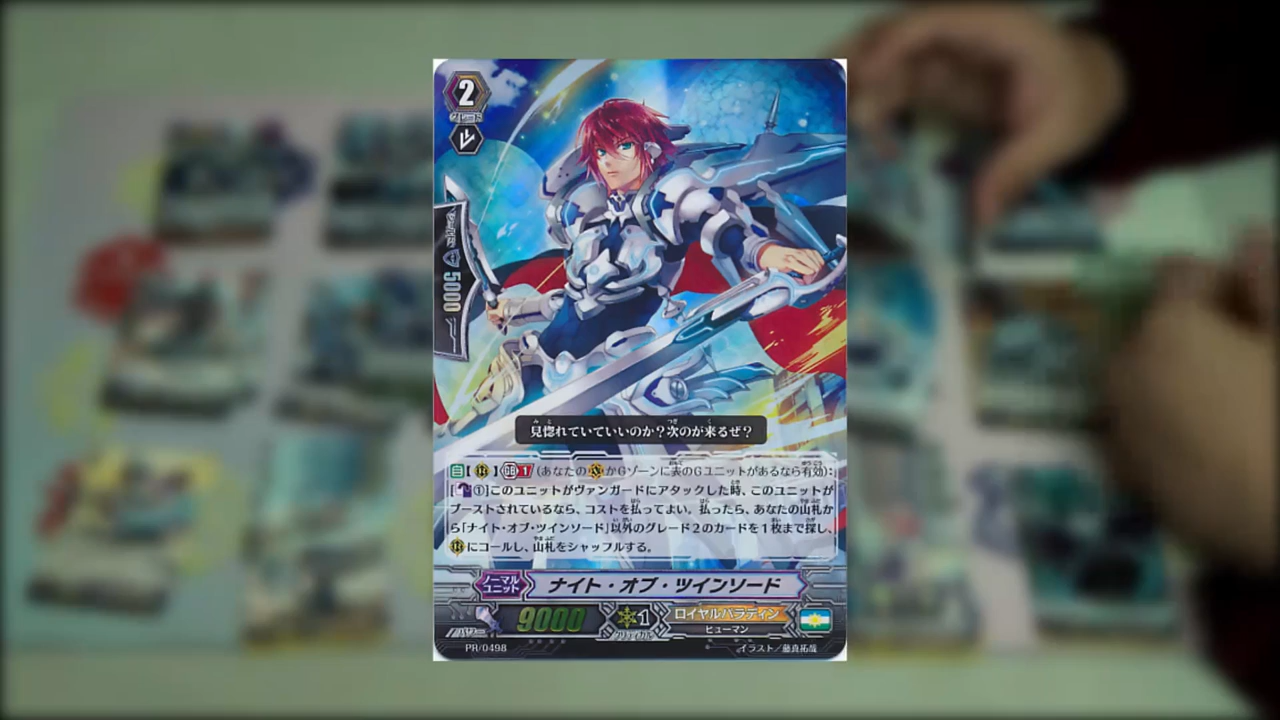 2
グレード
シールド 5000
見惚れていていいのか?次のが来るぜ?
【 】GB1(あなたの かGゾーンに表のGユニットがあるなら有効):
[ ①]このユニットがヴァンガードにアタックした時、このユニットが
ブーストされているなら、コストを払ってよい。払ったら、あなたの山札か
ら「ナイト・オブ・ツインソード」以外のグレード2のカードを1枚まで探し、
にコールし、山札をシャッフルする。
ノーマル
ユニット
ナイト・オブ・ツインソード
9000
1
クリティカル
ロイヤルパラディン
ヒューマン
パワー
PR/0498
イラスト/藤真拓哉